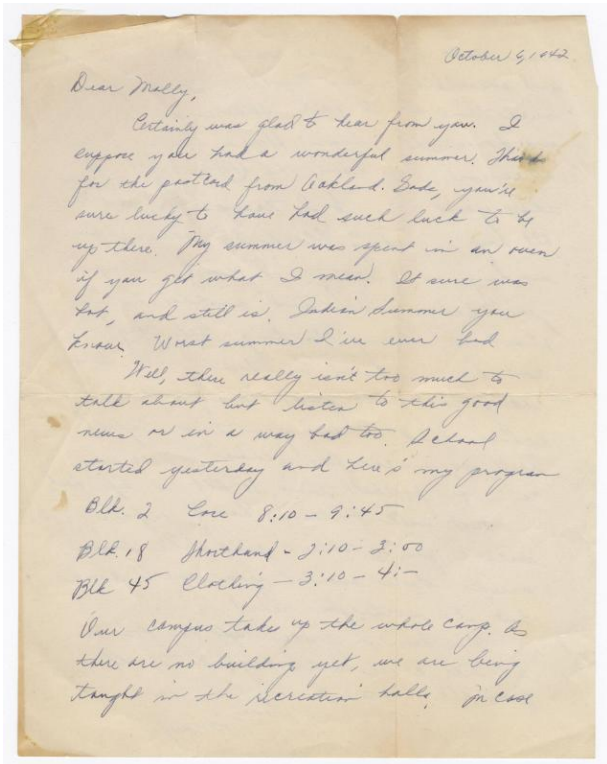 October 6, 1942
Dear Molly,
Certainly was glad to hear from you. I
suppose you had a wonderful summer. Thanks
for the postcard from Oakland. Gads, you're
sure lucky to have had such luck to be
up there. My summer was spent in an oven
if you get what I mean. It sure was
hot, and still is. Indian Summer you
know. Worst summer I've ever had
Well, there really isn't too much to
talk about but listen to this good
news or in a way bad too. School
started yesterday and here's my program
Blk. 2 Core 8:10 - 9:45
Blk. 18 Shorthand - 2:10 - 3:00
Blk 45 Clothing - 3:10 - 4:-
Our campus takes up the whole camp. As
there are no building yet, we are being
taught in the recreation halls. In case